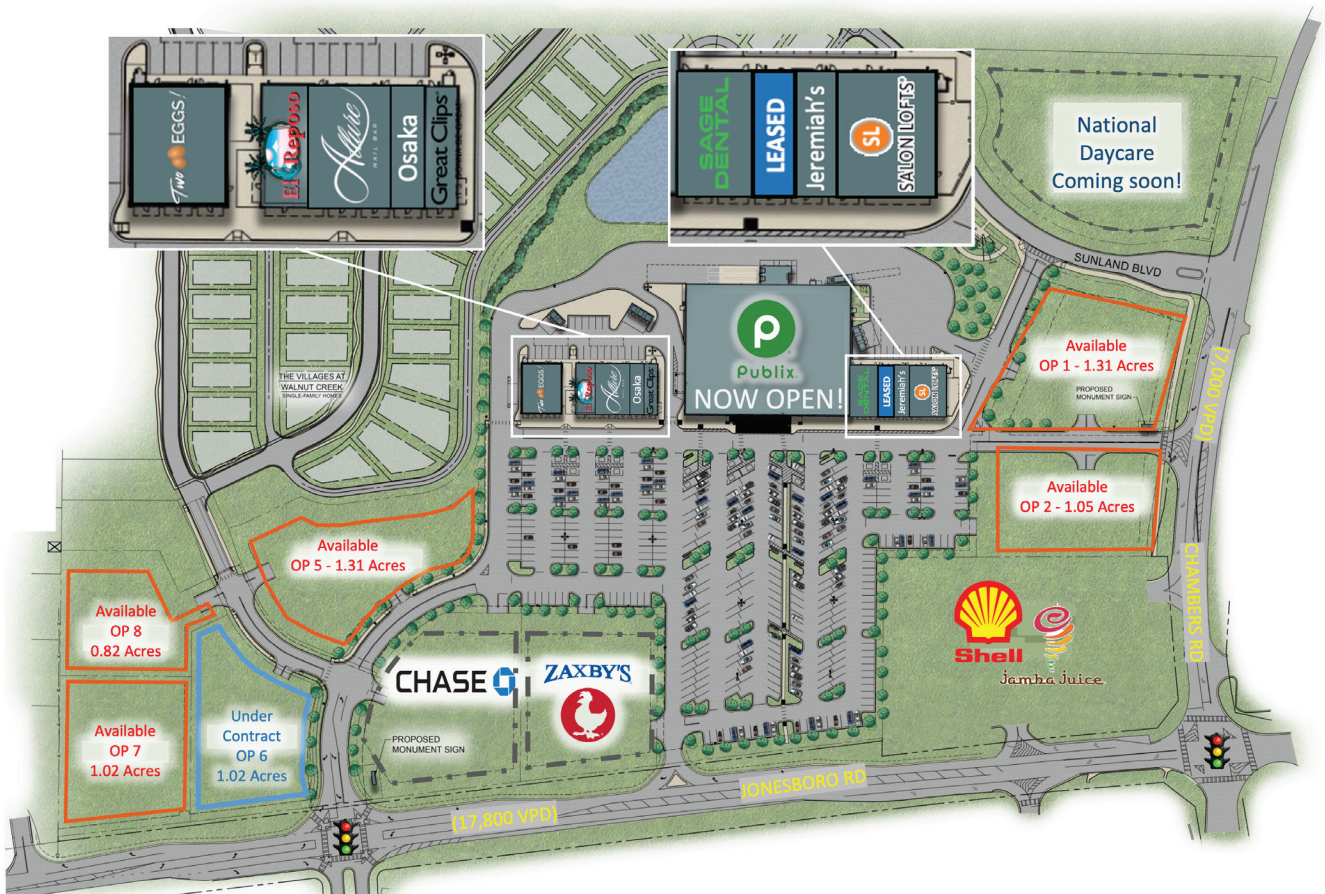 Two EGGS!
El Reposo
Allure
NAIL BAR
Osaka
Great Clips
SAGE
DENTAL
LEASED
Jeremiah's
SL
SALON LOFTS
National
Daycare
Coming soon!
SUNLAND BLVD
P
Publix
NOW OPEN!
Two EGGS!
El Reposo
Allure
Osaka
Great Clips
SAGE
DENTAL
LEASED
Jeremiah's
SL
SALON LOFTS
Available
OP 1 - 1.31 Acres
PROPOSED
MONUMENT SIGN
(7,000 VPD)
THE VILLAGES AT
WALNUT CREEK
SINGLE-FAMILY HOMES
Available
OP 2 - 1.05 Acres
Available
OP 5 - 1.31 Acres
CHAMBERS RD
Available
OP 8
0.82 Acres
Shell
Jamba Juice
CHASE
ZAXBY'S
Available
OP 7
1.02 Acres
Under
Contract
OP 6
1.02 Acres
PROPOSED
MONUMENT SIGN
JONESBORO RD
(17,800 VPD)